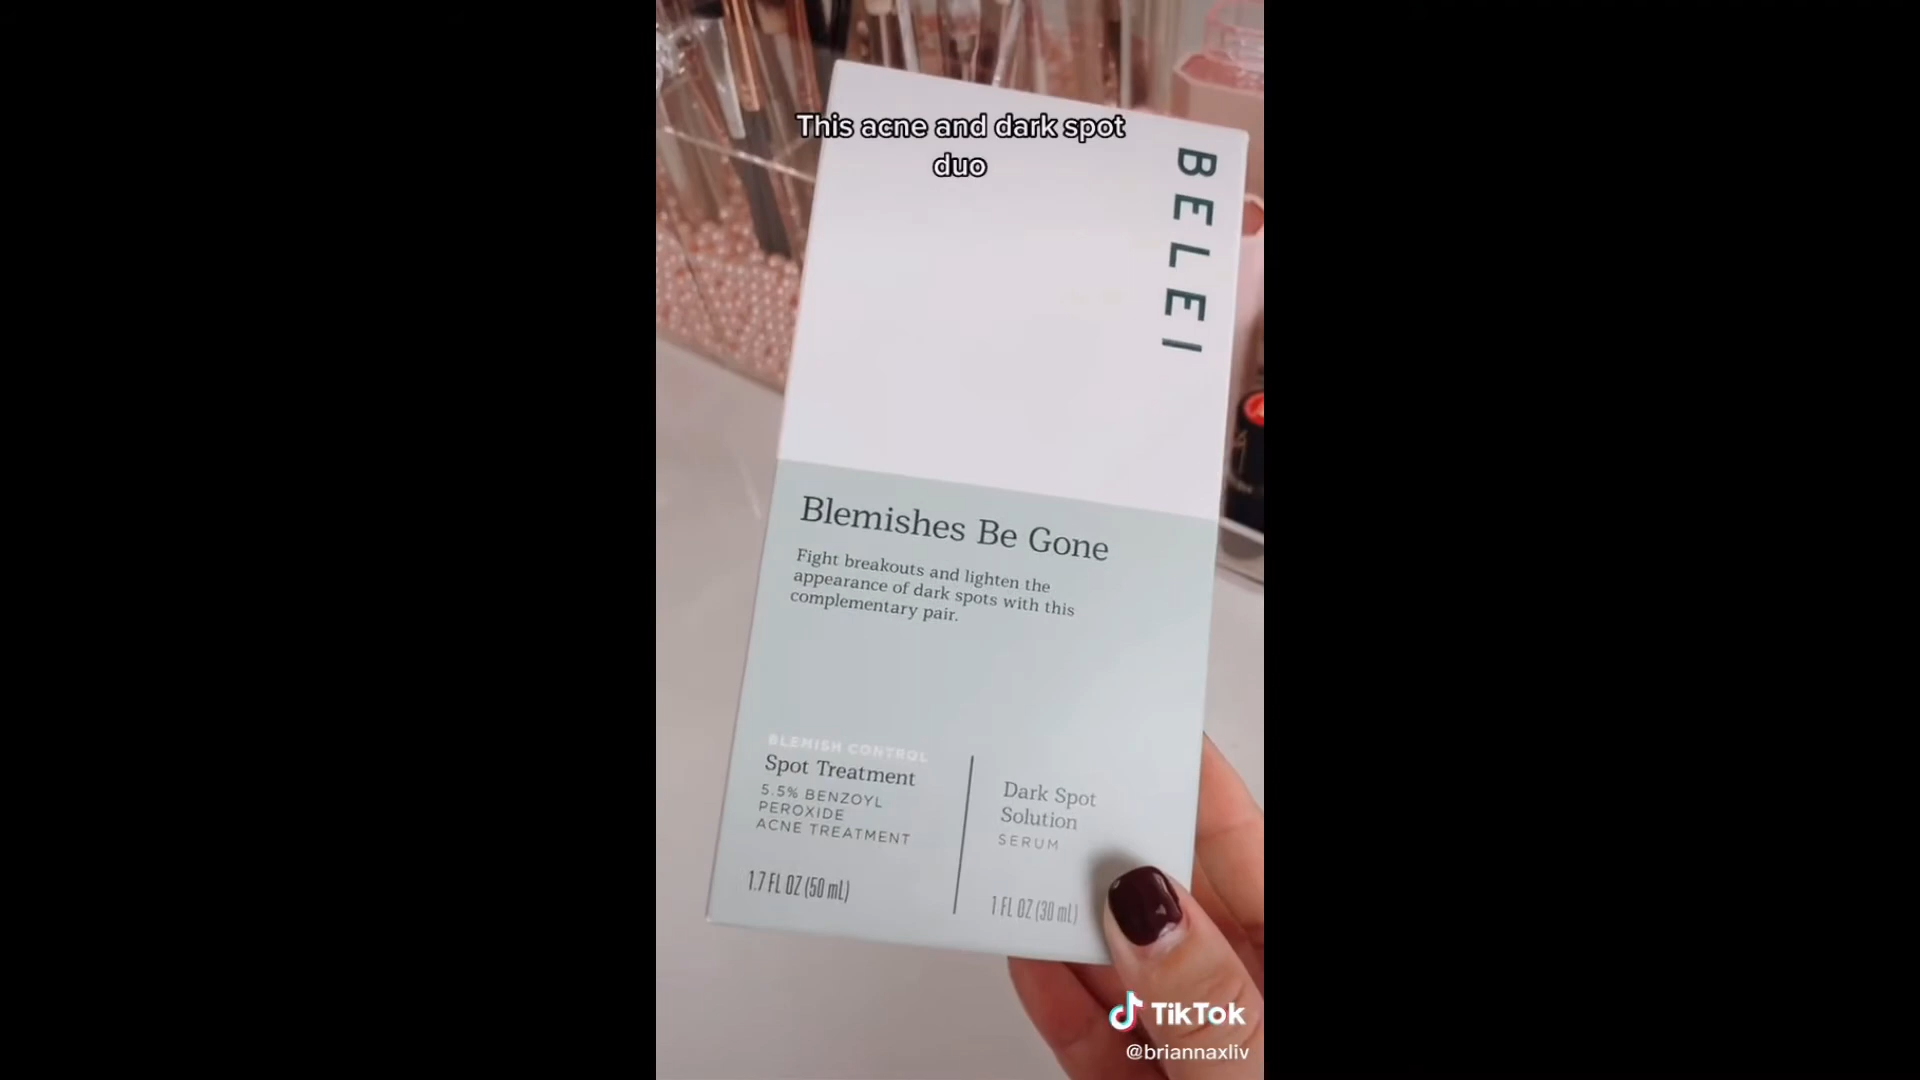 This acne and dark spot
duo
BELEI
Blemishes Be Gone
Fight breakouts and lighten the
appearance of dark spots with this
complementary pair.
BLEMISH CONTROL
Spot Treatment
5.5% BENZOYL
PEROXIDE
ACNE TREATMENT
1.7 FL OZ (50 mL)
Dark Spot
Solution
SERUM
1 FL OZ (30 mL)
TikTok
@briannaxliv